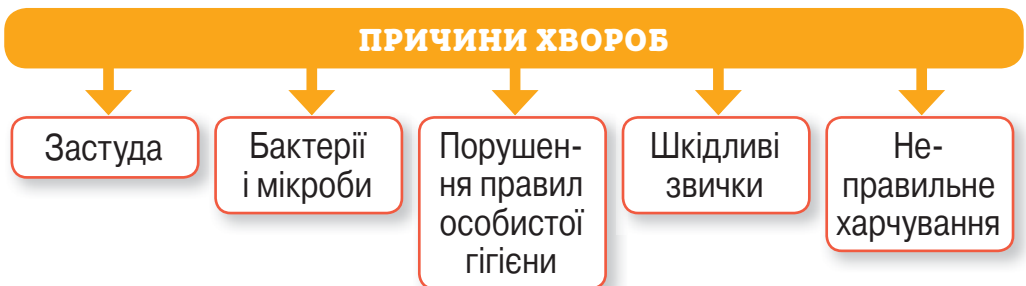 ПРИЧИНИ ХВОРОБ
Застуда
Бактерії
і мікроби
Порушен-
ня правил
особистої
гігієни
Шкідливі
звички
Не-
правильне
харчування